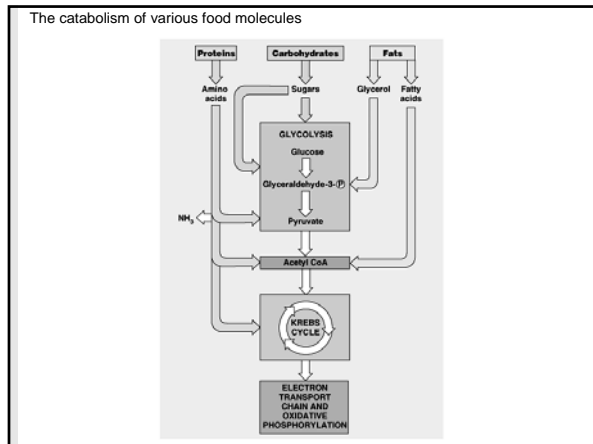 The catabolism of various food molecules
Proteins
Carbohydrates
Fats
Amino
acids
Sugars
Glycerol
Fatty
acids
GLYCOLYSIS
Glucose
Glyceraldehyde-3-Ⓟ
NH₃
Pyruvate
Acetyl CoA
KREBS
CYCLE
ELECTRON
TRANSPORT
CHAIN AND
OXIDATIVE
PHOSPHORYLATION